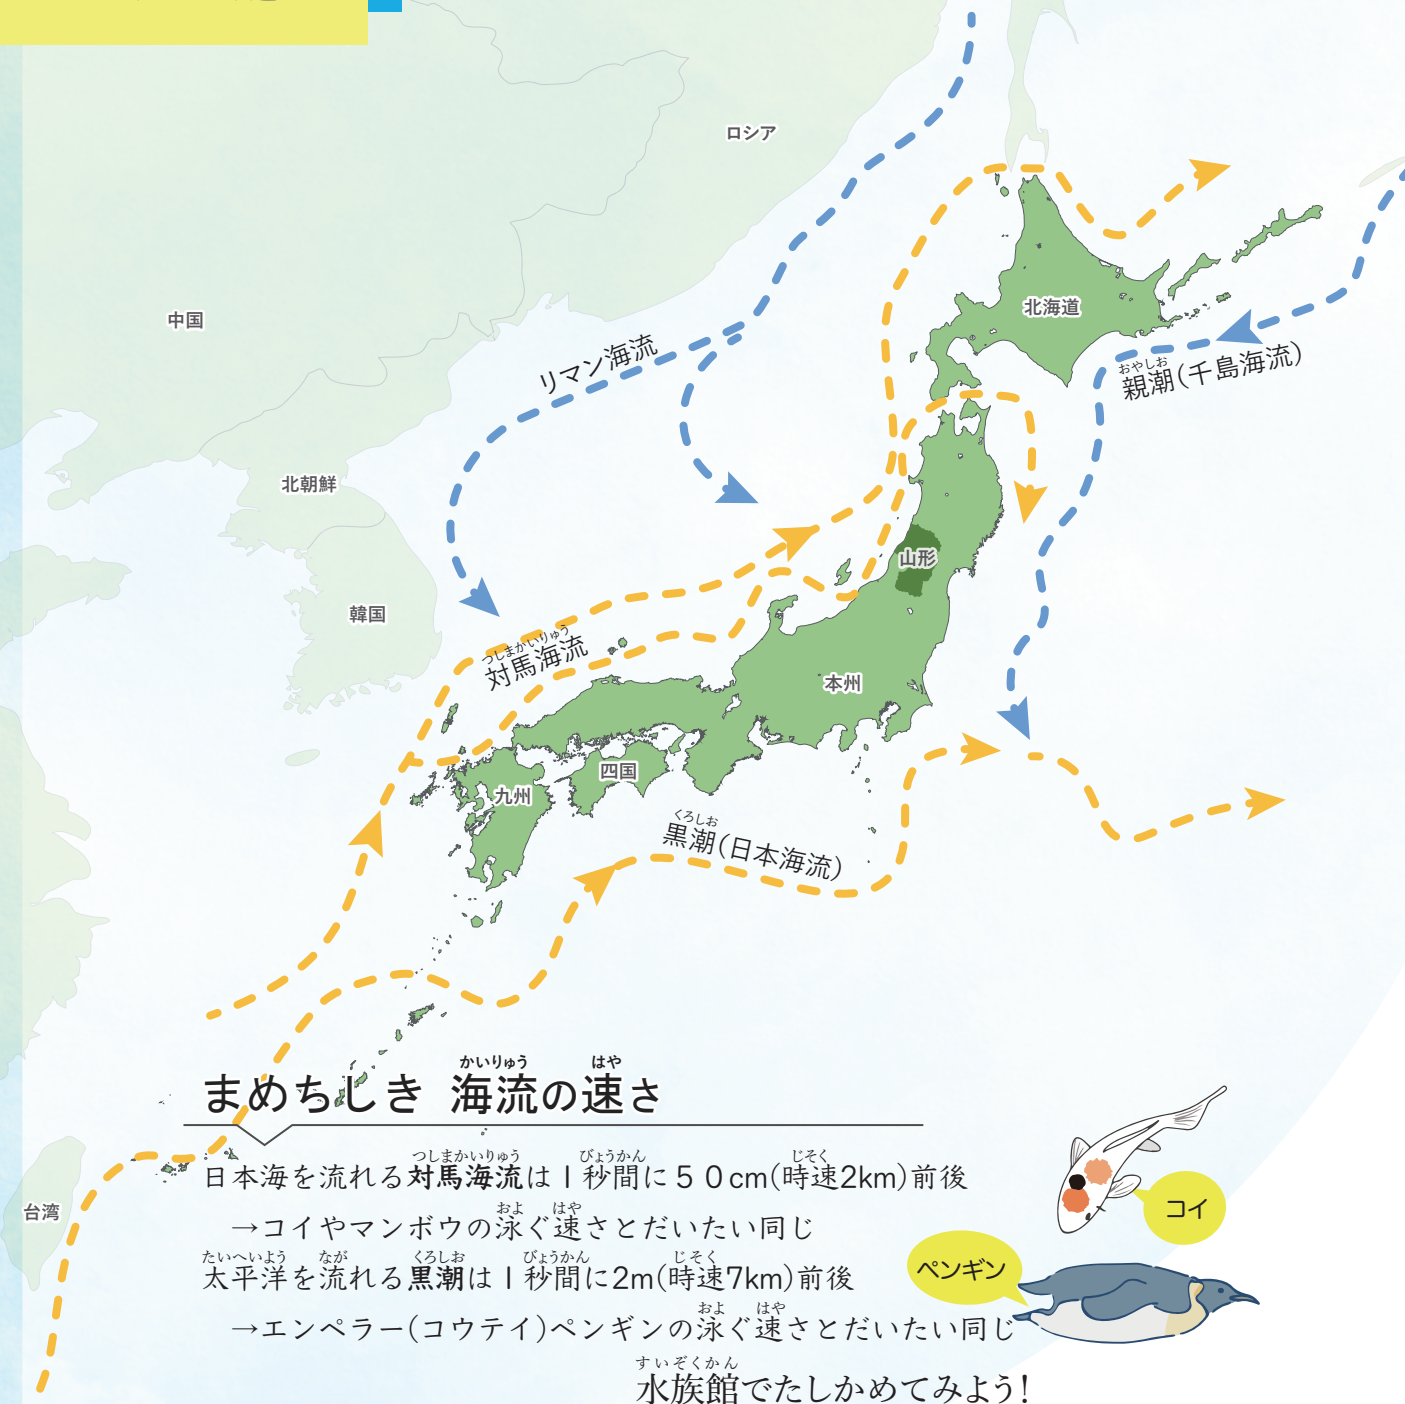 ロシア
中国
北海道
リマン海流
おやしお
親潮(千島海流)
北朝鮮
山形
韓国
つしまかいりゅう
対馬海流
本州
四国
九州
くろしお
黒潮(日本海流)
かいりゅう はや
まめちしき 海流の速さ
つしまかいりゅう びょうかん じそく
日本海を流れる対馬海流は1秒間に50cm(時速2km)前後
およ はや
→コイやマンボウの泳ぐ速さとだいたい同じ
コイ
台湾
たいへいよう なが くろしお びょうかん じそく
太平洋を流れる黒潮は1秒間に2m(時速7km)前後
ペンギン
およ はや
→エンペラー(コウテイ)ペンギンの泳ぐ速さとだいたい同じ
すいぞくかん
水族館でたしかめてみよう!